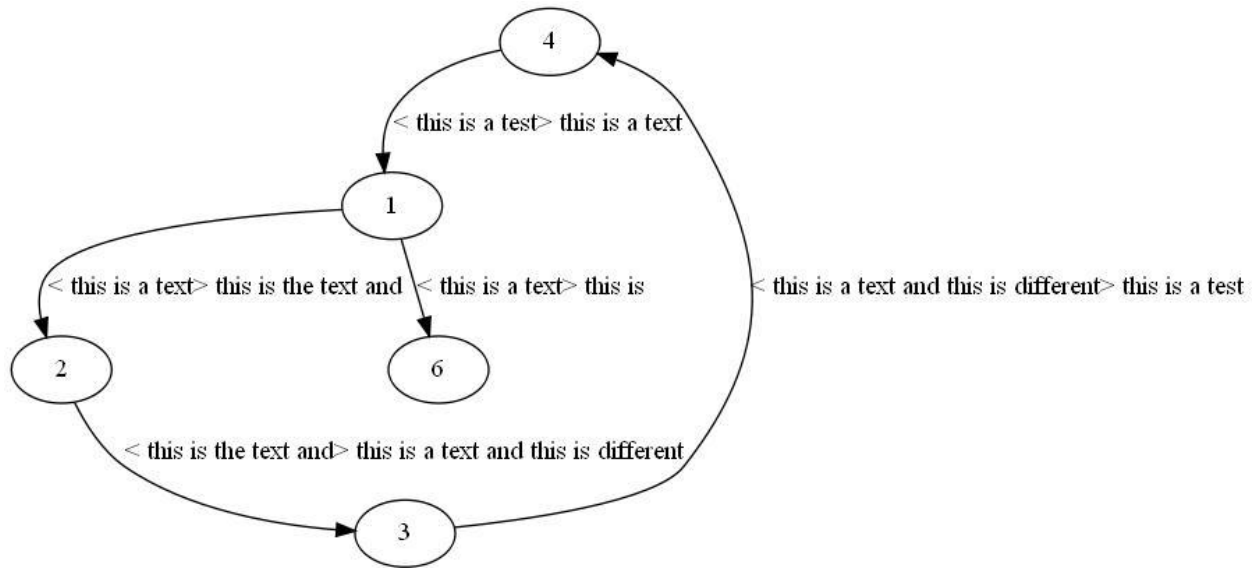 4
< this is a test> this is a text
1
< this is a text> this is the text and
< this is a text> this is
< this is a text and this is different> this is a test
2
6
< this is the text and> this is a text and this is different
3